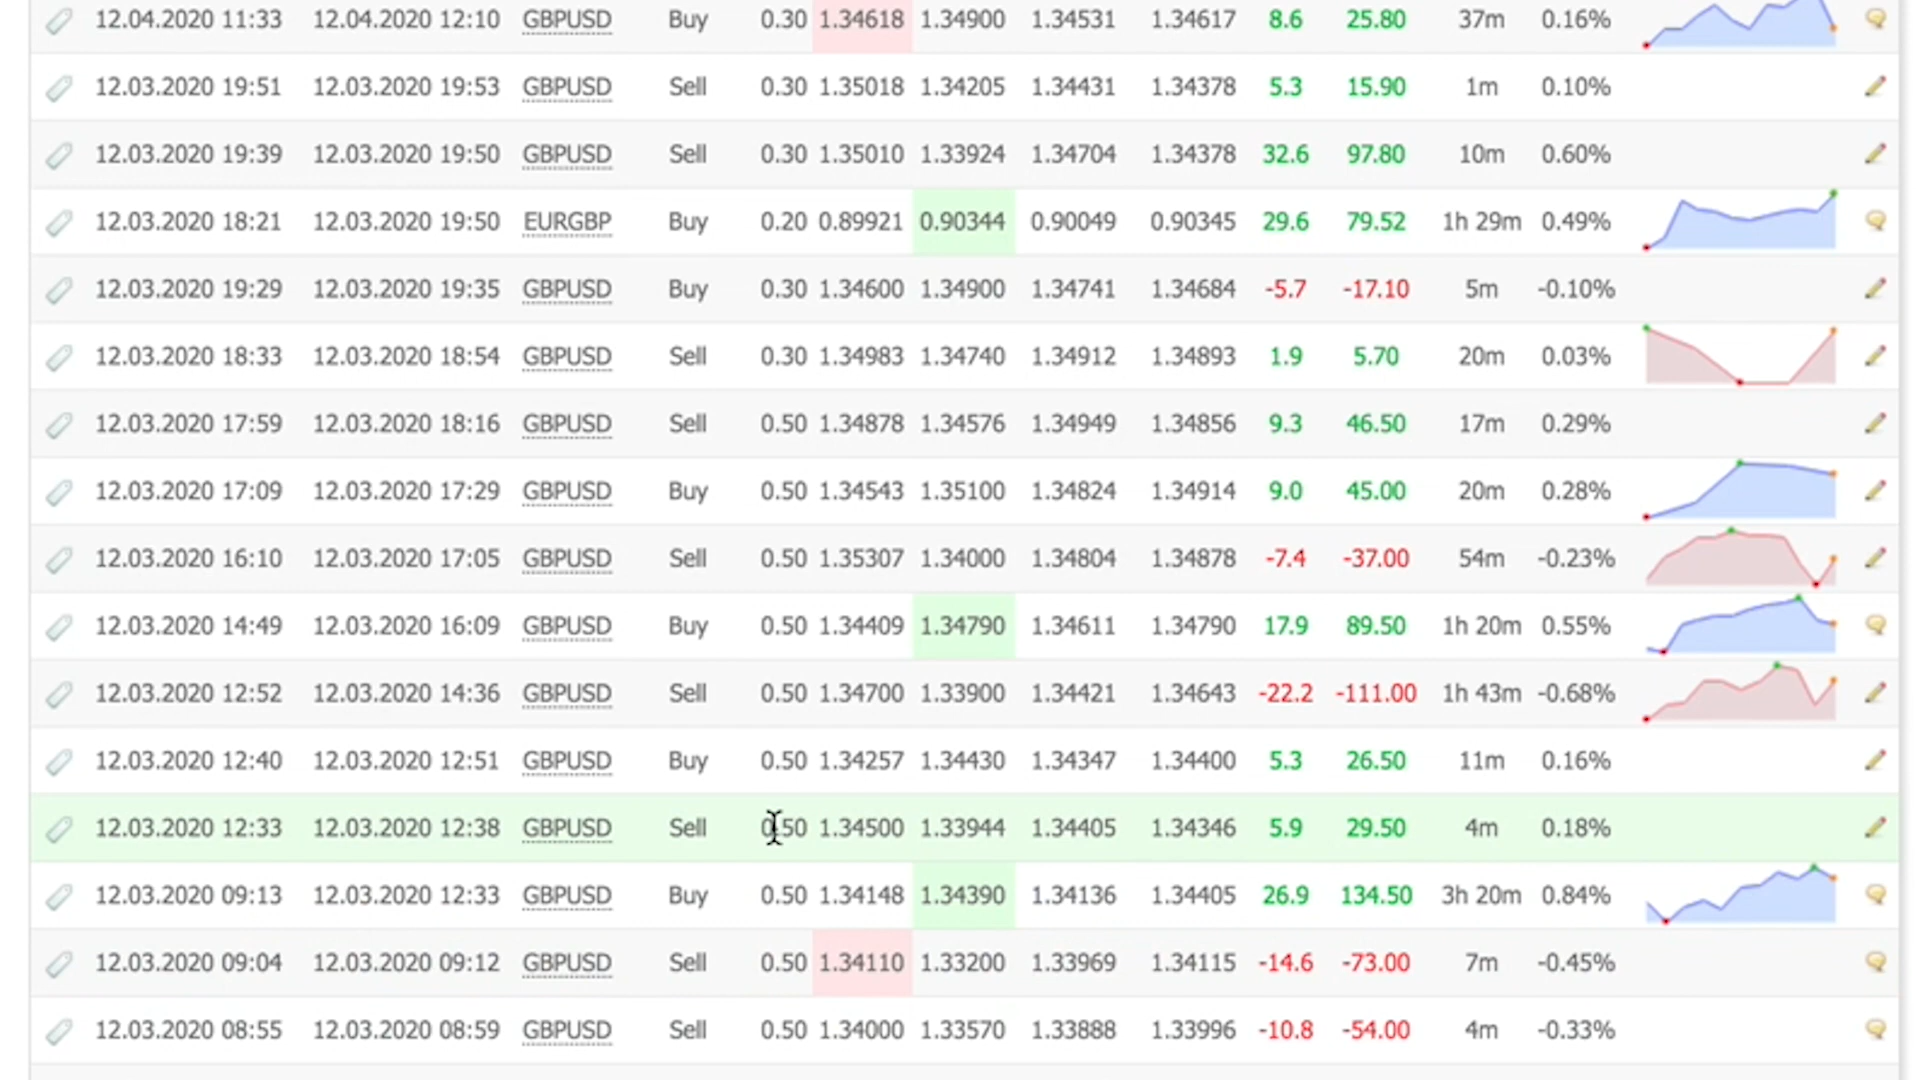 12.04.2020 11:33 12.04.2020 12:10 GBPUSD Buy 0.30 1.34618 1.34900 1.34531 1.34617 8.6 25.80 37m 0.16%
12.03.2020 19:51 12.03.2020 19:53 GBPUSD Sell 0.30 1.35018 1.34205 1.34431 1.34378 5.3 15.90 1m 0.10%
12.03.2020 19:39 12.03.2020 19:50 GBPUSD Sell 0.30 1.35010 1.33924 1.34704 1.34378 32.6 97.80 10m 0.60%
12.03.2020 18:21 12.03.2020 19:50 EURGBP Buy 0.20 0.89921 0.90344 0.90049 0.90345 29.6 79.52 1h 29m 0.49%
12.03.2020 19:29 12.03.2020 19:35 GBPUSD Buy 0.30 1.34600 1.34900 1.34741 1.34684 -5.7 -17.10 5m -0.10%
12.03.2020 18:33 12.03.2020 18:54 GBPUSD Sell 0.30 1.34983 1.34740 1.34912 1.34893 1.9 5.70 20m 0.03%
12.03.2020 17:59 12.03.2020 18:16 GBPUSD Sell 0.50 1.34878 1.34576 1.34949 1.34856 9.3 46.50 17m 0.29%
12.03.2020 17:09 12.03.2020 17:29 GBPUSD Buy 0.50 1.34543 1.35100 1.34824 1.34914 9.0 45.00 20m 0.28%
12.03.2020 16:10 12.03.2020 17:05 GBPUSD Sell 0.50 1.35307 1.34000 1.34804 1.34878 -7.4 -37.00 54m -0.23%
12.03.2020 14:49 12.03.2020 16:09 GBPUSD Buy 0.50 1.34409 1.34790 1.34611 1.34790 17.9 89.50 1h 20m 0.55%
12.03.2020 12:52 12.03.2020 14:36 GBPUSD Sell 0.50 1.34700 1.33900 1.34421 1.34643 -22.2 -111.00 1h 43m -0.68%
12.03.2020 12:40 12.03.2020 12:51 GBPUSD Buy 0.50 1.34257 1.34430 1.34347 1.34400 5.3 26.50 11m 0.16%
12.03.2020 12:33 12.03.2020 12:38 GBPUSD Sell 0.50 1.34500 1.33944 1.34405 1.34346 5.9 29.50 4m 0.18%
12.03.2020 09:13 12.03.2020 12:33 GBPUSD Buy 0.50 1.34148 1.34390 1.34136 1.34405 26.9 134.50 3h 20m 0.84%
12.03.2020 09:04 12.03.2020 09:12 GBPUSD Sell 0.50 1.34110 1.33200 1.33969 1.34115 -14.6 -73.00 7m -0.45%
12.03.2020 08:55 12.03.2020 08:59 GBPUSD Sell 0.50 1.34000 1.33570 1.33888 1.33996 -10.8 -54.00 4m -0.33%